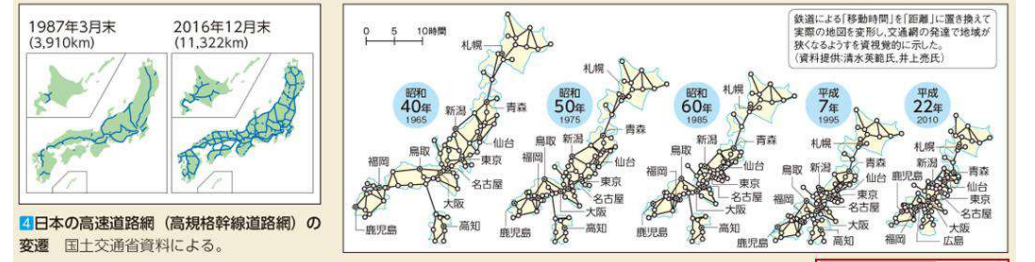 1987年3月末
(3,910km)
2016年12月末
(11,322km)
4日本の高速道路網（高規格幹線道路網）の
変遷　国土交通省資料による。
0 5 10時間
鉄道による「移動時間」を「距離」に置き換えて
実際の地図を変形し、交通網の発達で地域が
狭くなるようすを資視覚的に示した。
（資料提供：清水英範氏、井上亮氏）
昭和
40年
1965
札幌
青森
新潟
仙台
鳥取
東京
福岡
名古屋
大阪
高知
鹿児島
昭和
50年
1975
札幌
青森
新潟
鳥取
仙台
福岡
東京
名古屋
大阪
高知
鹿児島
昭和
60年
1985
札幌
青森
新潟
鳥取
仙台
福岡
東京
名古屋
大阪
高知
鹿児島
平成
7年
1995
札幌
新潟
青森
鳥取
仙台
東京
福岡
名古屋
大阪
高知
鹿児島
平成
22年
2010
札幌
新潟
青森
鹿児島
仙台
東京
名古屋
大阪
福岡
広島